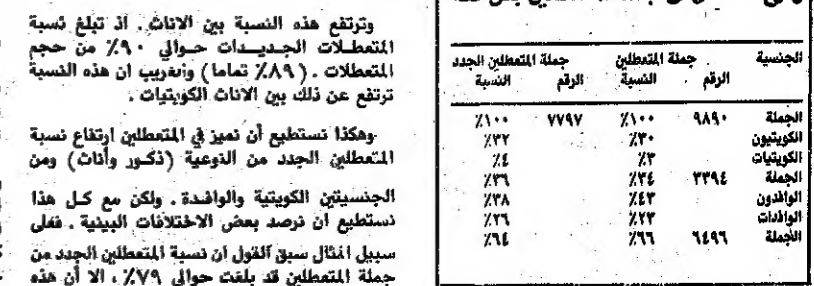 وترتفع هذه النسبة بين الاناث . اذ تبلغ نسبة
المتعطلات الجديدات حوالي ٩٠٪ من حجم
المتعطلات . (٨٩٪ تماما) والغريب ان هذه النسبة
ترتفع عن ذلك بين الاناث الكويتيات .
وهكذا نستطيع أن نميز في المتعطلين ارتفاع نسبة
المتعطلين الجدد من النوعية (ذكور وأناث) ومن
الجنسيتين الكويتية والوافدة . ولكن مع كل هذا
نستطيع ان نرصد بعض الاختلافات البينية . فعلى
سبيل المثال سبق القول ان نسبة المتعطلين الجدد من
جملة المتعطلين قد بلغت حوالي ٧٩٪ ، الا أن هذه
الجنسية جملة المتعطلين جملة المتعطلين الجدد
الرقم النسبة الرقم النسبة
الجملة ٩٨٩٠ ١٠٠٪ ٧٧٩٧ ١٠٠٪
الكويتيون ٣٠٪ ٣٢٪
الكويتيات ٣٪ ٤٪
الجملة ٣٣٩٤ ٣٤٪ ٣٦٪
الوافدون ٤٣٪ ٣٨٪
الوافدات ٢٣٪ ٢٦٪
الجملة ٦٤٩٦ ٦٦٪ ٦٤٪